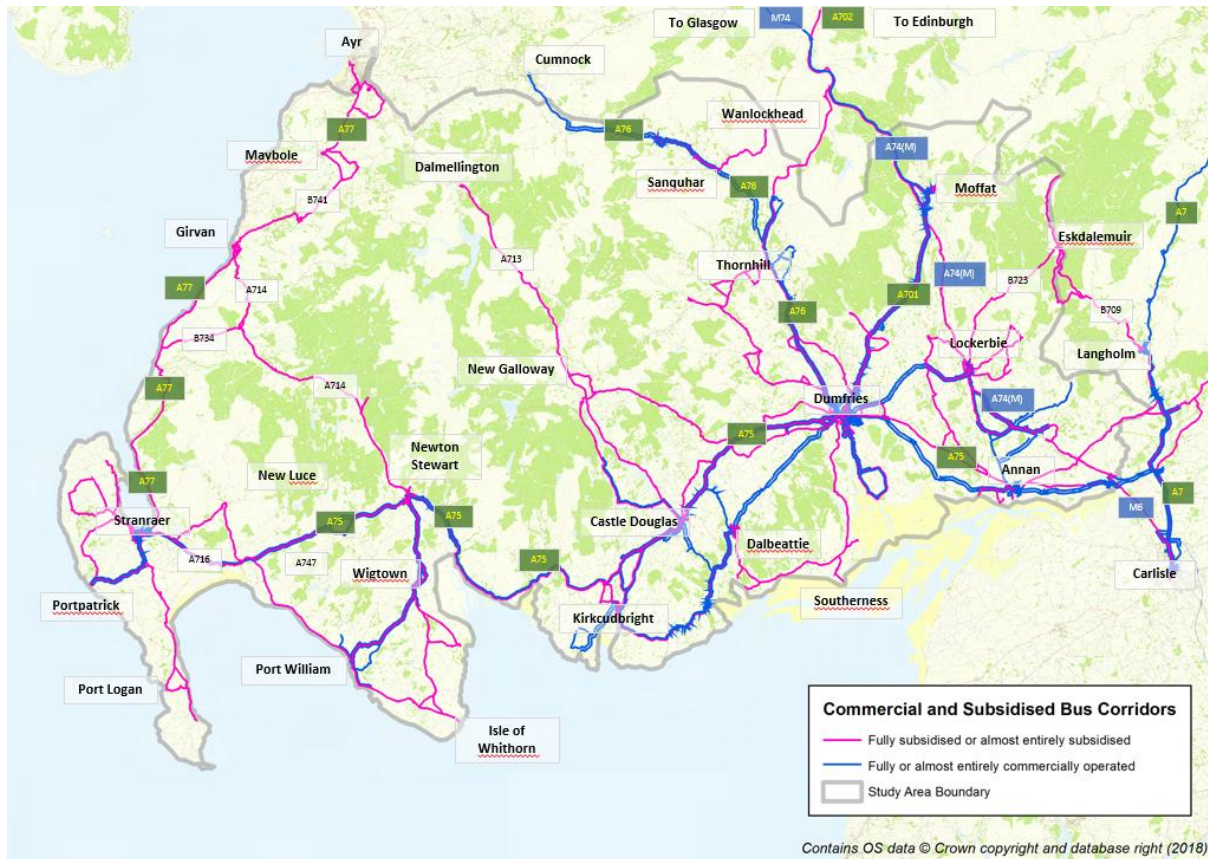 To Glasgow
M74
A702
To Edinburgh
Ayr
Cumnock
A77
A76
Wanlockhead
A74(M)
Maybole
Dalmellington
Sanquhar
A76
Moffat
B741
A7
Girvan
Eskdalemuir
A713
Thornhill
A74(M)
B723
A77
A714
A76
A701
B709
B734
Lockerbie
Langholm
New Galloway
A77
A714
Dumfries
A74(M)
A75
Newton
Stewart
A75
Annan
New Luce
A77
A7
Stranraer
A75
A75
Castle Douglas
M6
Dalbeattie
A716
A747
A75
Wigtown
Carlisle
Portpatrick
Southerness
Kirkcudbright
Port William
Port Logan
Isle of
Whithorn
Commercial and Subsidised Bus Corridors
Fully subsidised or almost entirely subsidised
Fully or almost entirely commercially operated
Study Area Boundary
Contains OS data © Crown copyright and database right (2018)